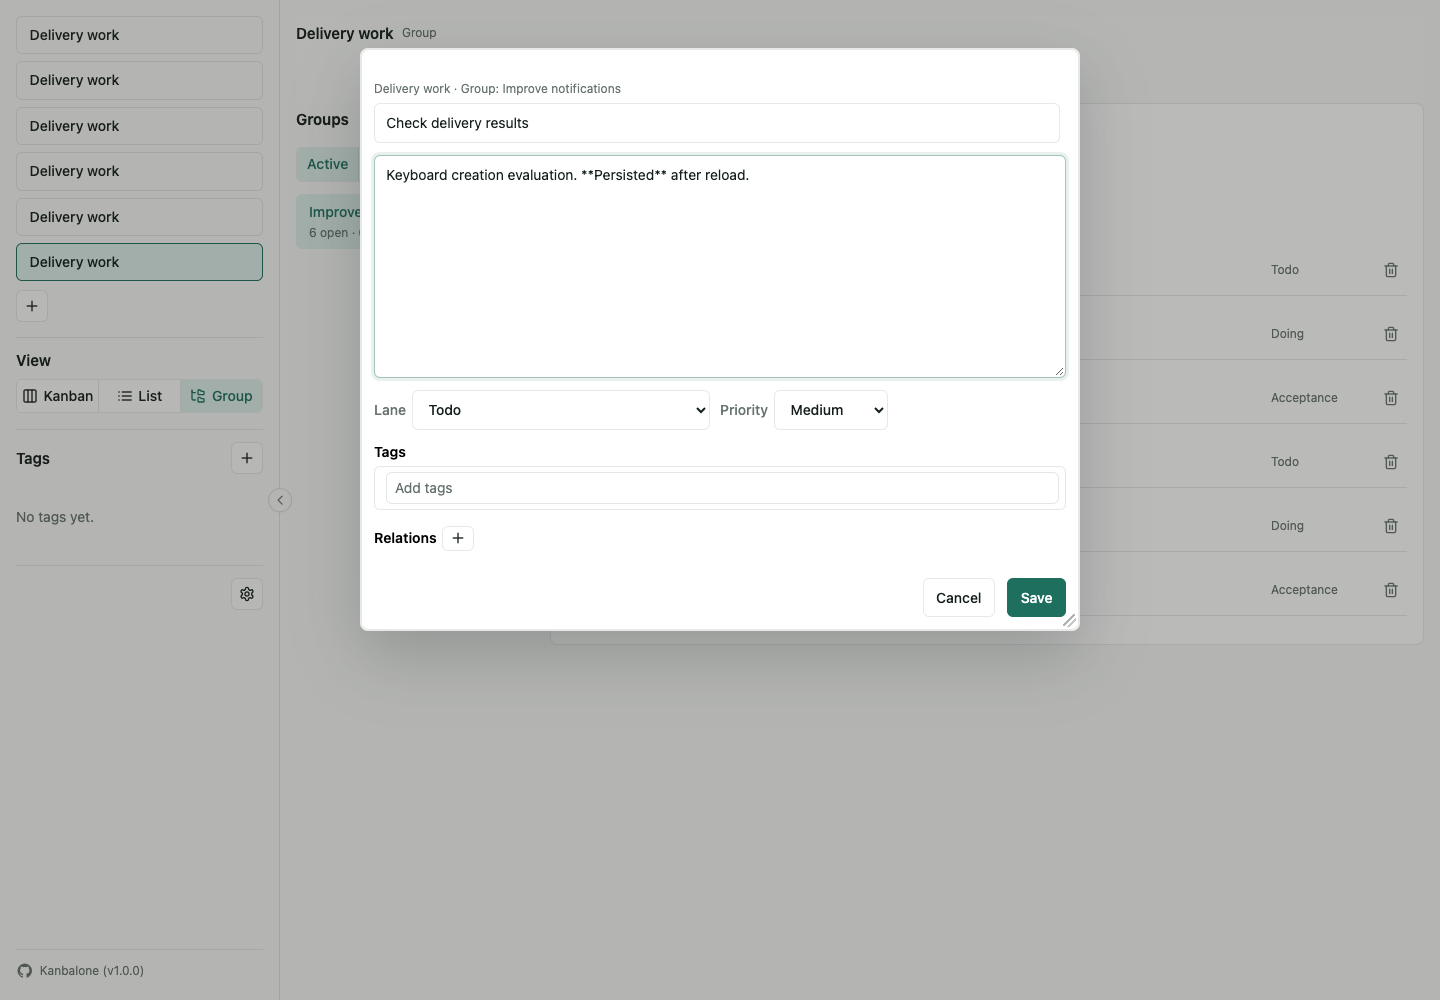 Delivery work
Delivery work
Delivery work
Delivery work
Delivery work
Delivery work
View
Kanban
List
Group
Tags
No tags yet.
Kanbalone (v1.0.0)
Delivery work Group
Groups
Active
Improve
6 open ·
Delivery work · Group: Improve notifications
Check delivery results
Keyboard creation evaluation. **Persisted** after reload.
Lane Todo Priority Medium
Tags
Add tags
Relations
Cancel Save
Todo
Doing
Acceptance
Todo
Doing
Acceptance